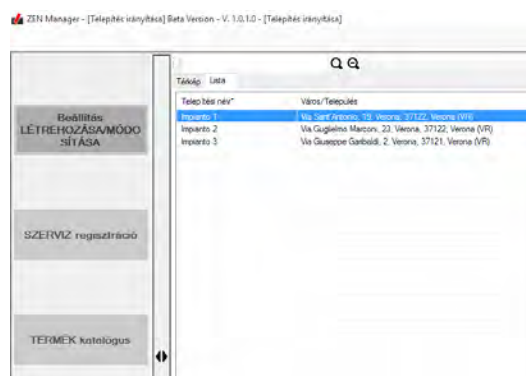 ZEN Manager - [Telepítés irányítása] Beta Version - V. 1.0.1.0 - [Telepítés irányítása]
Térkép Lista
Telepítési név^ Város/Település
Impianto 1 Via Sant'Antonio, 19, Verona, 37122, Verona (VR)
Impianto 2 Via Guglielmo Marconi, 23, Verona, 37122, Verona (VR)
Impianto 3 Via Giuseppe Garibaldi, 2, Verona, 37121, Verona (VR)
Beállítás
LÉTREHOZÁSA/MÓDO
SÍTÁSA
SZERVIZ regisztráció
TERMÉK katalógus